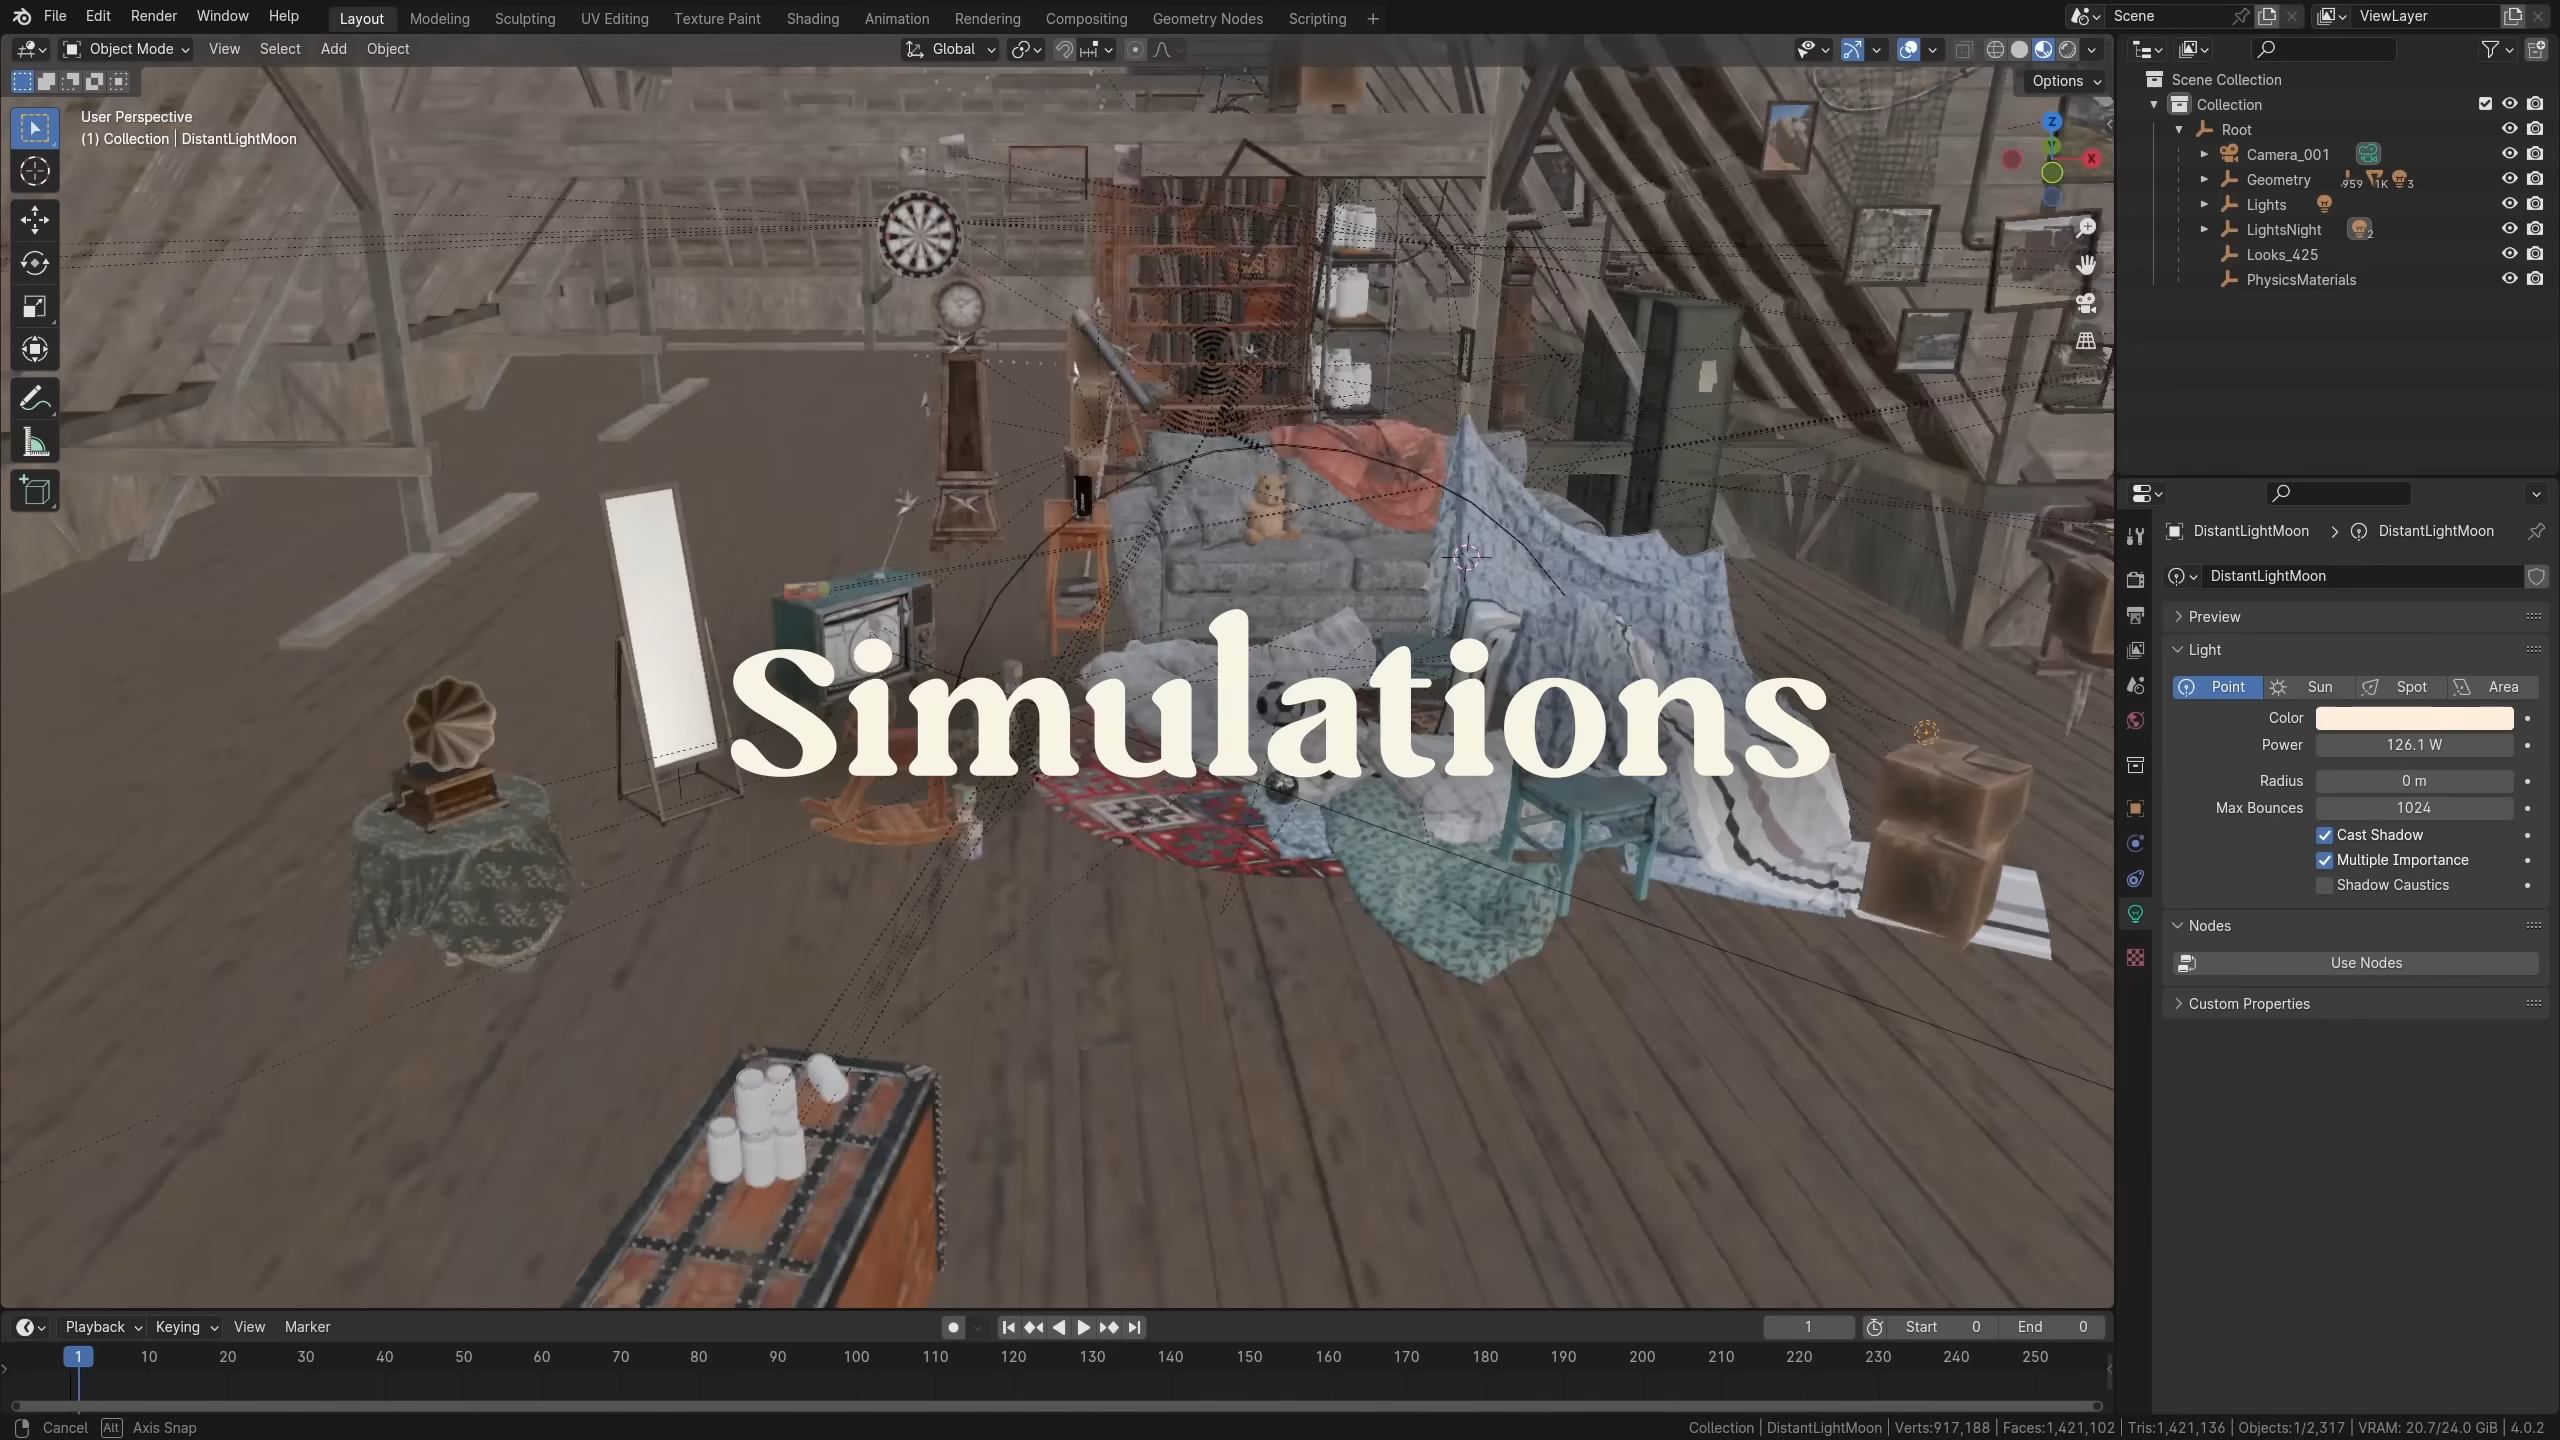 File Edit Render Window Help Layout Modeling Sculpting UV Editing Texture Paint Shading Animation Rendering Compositing Geometry Nodes Scripting + Scene ViewLayer
Object Mode View Select Add Object Global
Options
User Perspective
(1) Collection | DistantLightMoon
Z
Y
X
Simulations
Scene Collection
Collection
Root
Camera_001
Geometry 959 1K 3
Lights
LightsNight 2
Looks_425
PhysicsMaterials
DistantLightMoon > DistantLightMoon
DistantLightMoon
Preview
Light
Point Sun Spot Area
Color
Power 126.1 W
Radius 0 m
Max Bounces 1024
Cast Shadow
Multiple Importance
Shadow Caustics
Nodes
Use Nodes
Custom Properties
Playback Keying View Marker 1 Start 0 End 0
1 10 20 30 40 50 60 70 80 90 100 110 120 130 140 150 160 170 180 190 200 210 220 230 240 250
Cancel Alt Axis Snap
Collection | DistantLightMoon | Verts:917,188 | Faces:1,421,102 | Tris:1,421,136 | Objects:1/2,317 | VRAM: 20.7/24.0 GiB | 4.0.2